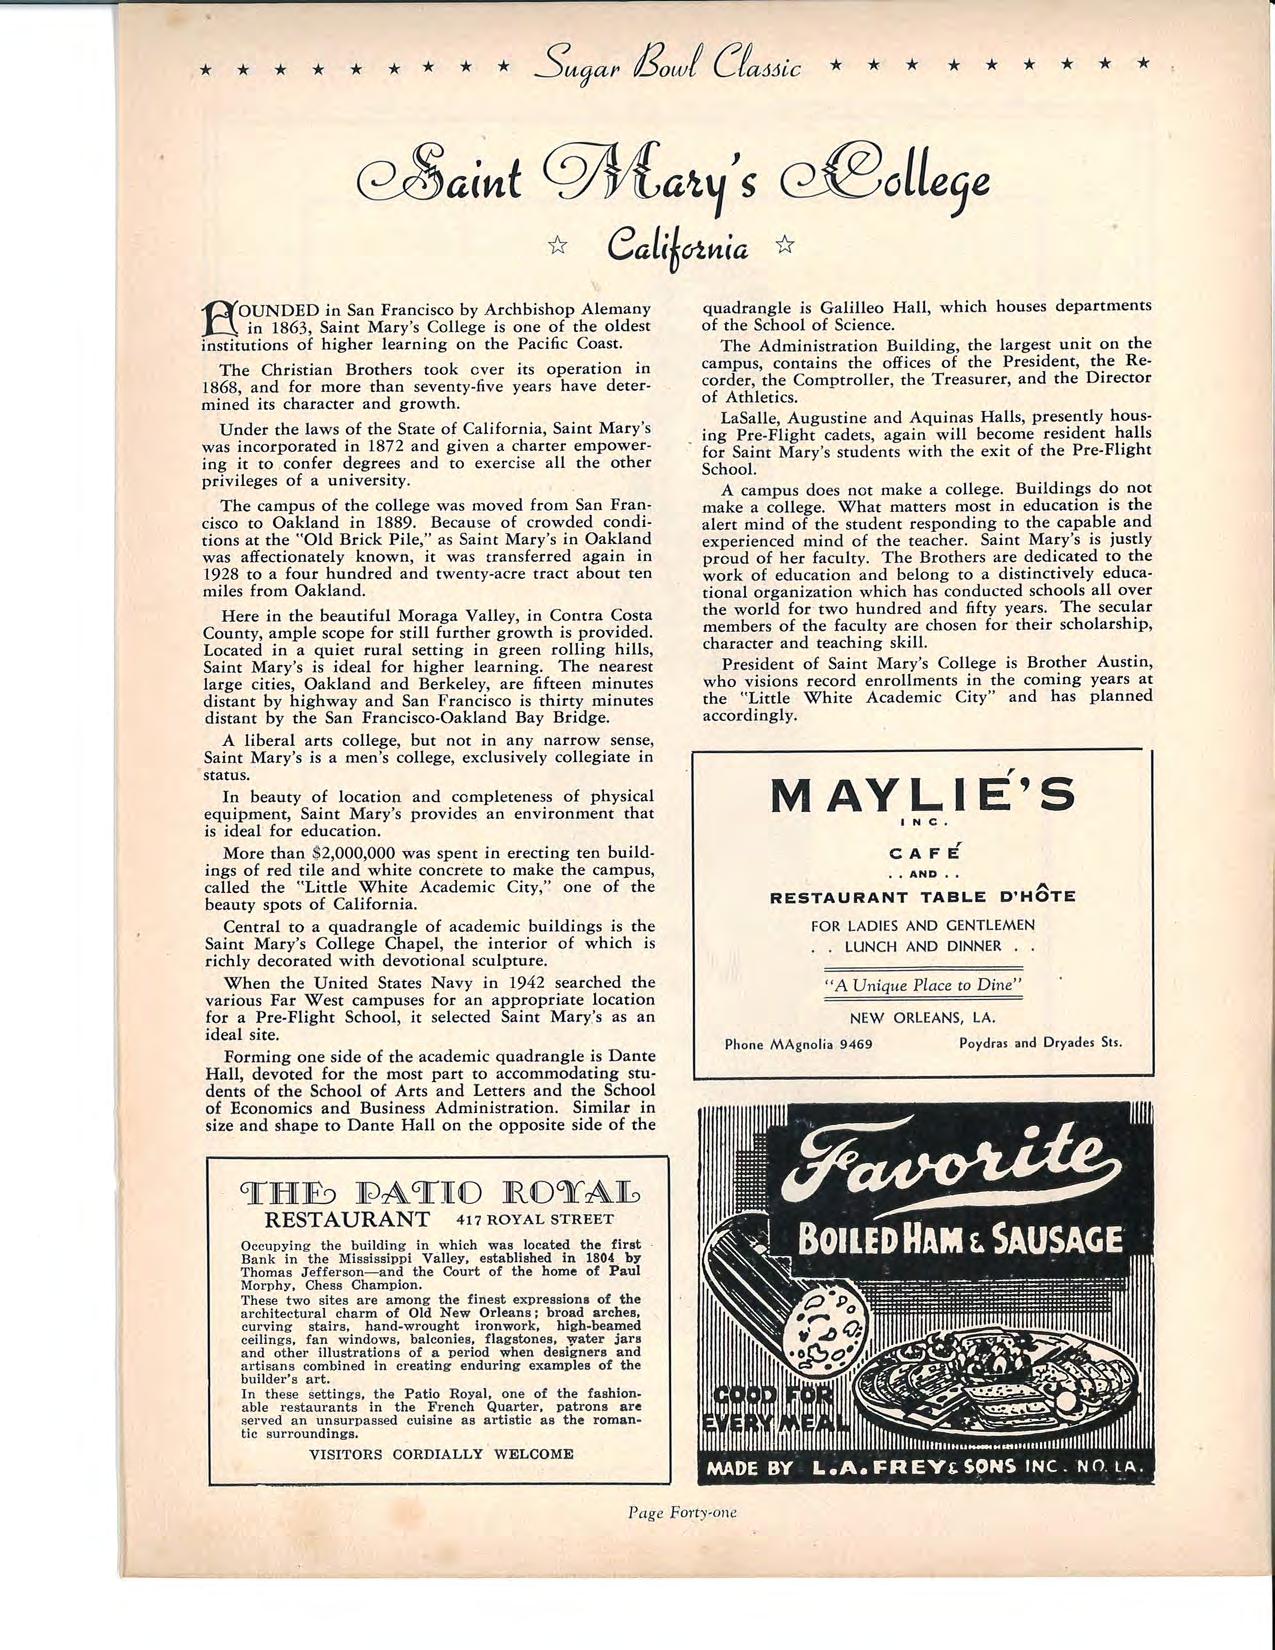 Sugar Bowl Classic
Saint Mary's College
California
FOUNDED in San Francisco by Archbishop Alemany
in 1863, Saint Mary's College is one of the oldest
institutions of higher learning on the Pacific Coast.
The Christian Brothers took over its operation in
1868, and for more than seventy-five years have deter-
mined its character and growth.
Under the laws of the State of California, Saint Mary's
was incorporated in 1872 and given a charter empower-
ing it to confer degrees and to exercise all the other
privileges of a university.
The campus of the college was moved from San Fran-
cisco to Oakland in 1889. Because of crowded condi-
tions at the "Old Brick Pile," as Saint Mary's in Oakland
was affectionately known, it was transferred again in
1928 to a four hundred and twenty-acre tract about ten
miles from Oakland.
Here in the beautiful Moraga Valley, in Contra Costa
County, ample scope for still further growth is provided.
Located in a quiet rural setting in green rolling hills,
Saint Mary's is ideal for higher learning. The nearest
large cities, Oakland and Berkeley, are fifteen minutes
distant by highway and San Francisco is thirty minutes
distant by the San Francisco-Oakland Bay Bridge.
A liberal arts college, but not in any narrow sense,
Saint Mary's is a men's college, exclusively collegiate in
status.
In beauty of location and completeness of physical
equipment, Saint Mary's provides an environment that
is ideal for education.
More than $2,000,000 was spent in erecting ten build-
ings of red tile and white concrete to make the campus,
called the "Little White Academic City," one of the
beauty spots of California.
Central to a quadrangle of academic buildings is the
Saint Mary's College Chapel, the interior of which is
richly decorated with devotional sculpture.
When the United States Navy in 1942 searched the
various Far West campuses for an appropriate location
for a Pre-Flight School, it selected Saint Mary's as an
ideal site.
Forming one side of the academic quadrangle is Dante
Hall, devoted for the most part to accommodating stu-
dents of the School of Arts and Letters and the School
of Economics and Business Administration. Similar in
size and shape to Dante Hall on the opposite side of the
quadrangle is Galilleo Hall, which houses departments
of the School of Science.
The Administration Building, the largest unit on the
campus, contains the offices of the President, the Re-
corder, the Comptroller, the Treasurer, and the Director
of Athletics.
LaSalle, Augustine and Aquinas Halls, presently hous-
ing Pre-Flight cadets, again will become resident halls
for Saint Mary's students with the exit of the Pre-Flight
School.
A campus does not make a college. Buildings do not
make a college. What matters most in education is the
alert mind of the student responding to the capable and
experienced mind of the teacher. Saint Mary's is justly
proud of her faculty. The Brothers are dedicated to the
work of education and belong to a distinctively educa-
tional organization which has conducted schools all over
the world for two hundred and fifty years. The secular
members of the faculty are chosen for their scholarship,
character and teaching skill.
President of Saint Mary's College is Brother Austin,
who visions record enrollments in the coming years at
the "Little White Academic City" and has planned
accordingly.
MAYLIÉ'S
INC.
CAFÉ
. . AND . .
RESTAURANT TABLE D'HÔTE
FOR LADIES AND GENTLEMEN
. . LUNCH AND DINNER . .
"A Unique Place to Dine"
NEW ORLEANS, LA.
Phone MAgnolia 9469 Poydras and Dryades Sts.
THE PATIO ROYAL
RESTAURANT 417 ROYAL STREET
Occupying the building in which was located the first
Bank in the Mississippi Valley, established in 1804 by
Thomas Jefferson—and the Court of the home of Paul
Morphy, Chess Champion.
These two sites are among the finest expressions of the
architectural charm of Old New Orleans; broad arches,
curving stairs, hand-wrought ironwork, high-beamed
ceilings, fan windows, balconies, flagstones, water jars
and other illustrations of a period when designers and
artisans combined in creating enduring examples of the
builder's art.
In these settings, the Patio Royal, one of the fashion-
able restaurants in the French Quarter, patrons are
served an unsurpassed cuisine as artistic as the roman-
tic surroundings.
VISITORS CORDIALLY WELCOME
Favorite
BOILED HAM & SAUSAGE
GOOD FOR
EVERY MEAL
MADE BY L.A. FREY & SONS INC. N.O. LA.
Page Forty-one